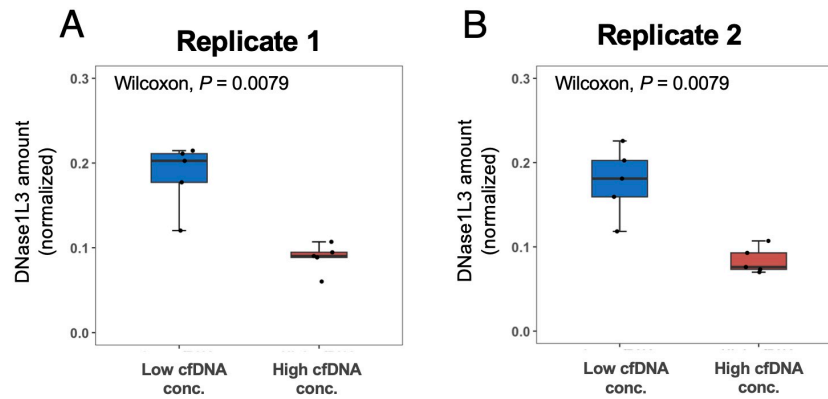 A
Replicate 1
Wilcoxon, P = 0.0079
DNase1L3 amount
(normalized)
0.3
0.2
0.1
0.0
Low cfDNA
conc.
High cfDNA
conc.
B
Replicate 2
Wilcoxon, P = 0.0079
DNase1L3 amount
(normalized)
0.3
0.2
0.1
0.0
Low cfDNA
conc.
High cfDNA
conc.